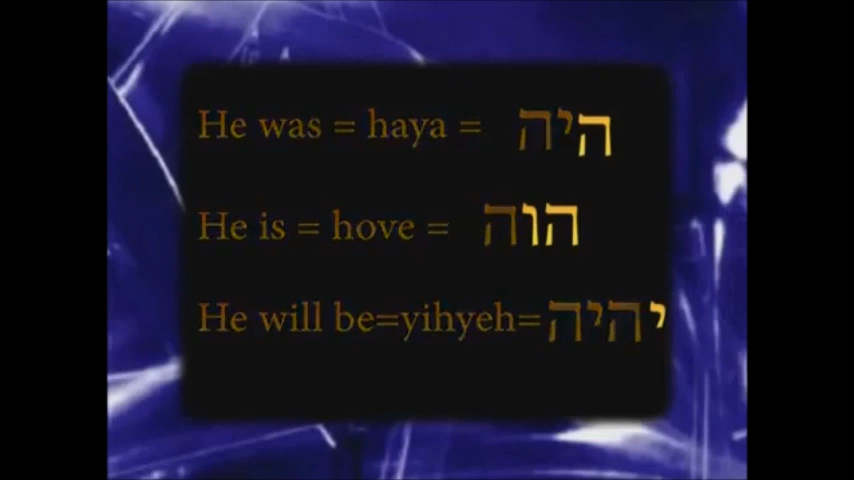 He was = haya = היה
He is = hove = הוה
He will be=yihyeh=יהיה